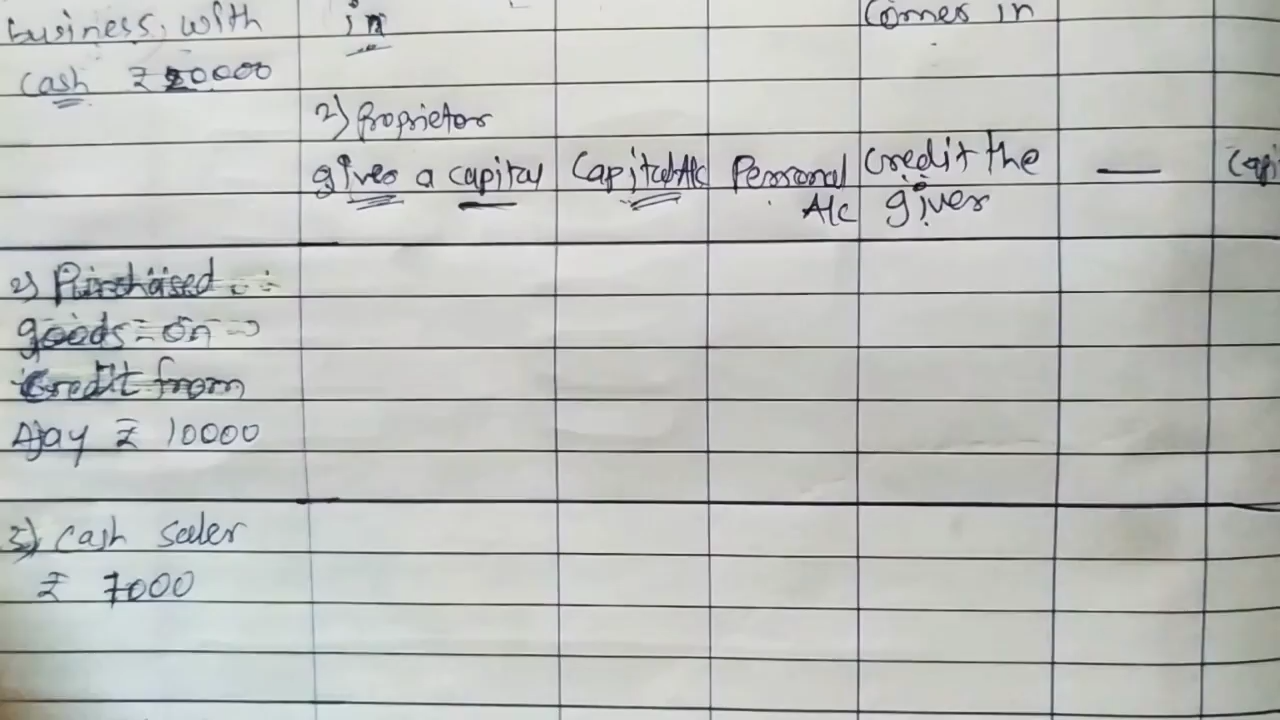 business. with in comes in
cash ₹ 20000
2) Proprietor
gives a capital Capital A/c Personal A/c credit the giver — Capi
2) Purchased
goods on
Credit from
Ajay ₹ 10000
3) Cash sales
₹ 7000